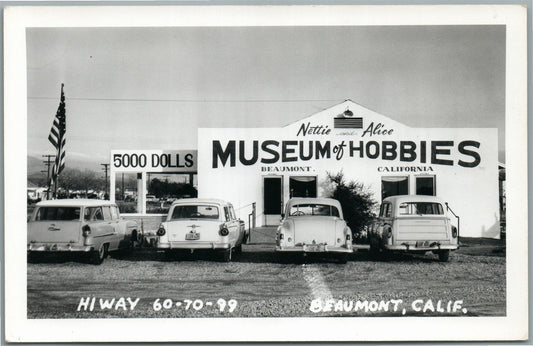 Nettie and Alice
5000 DOLLS
MUSEUM of HOBBIES
BEAUMONT. CALIFORNIA
HIWAY 60-70-99 BEAUMONT, CALIF.